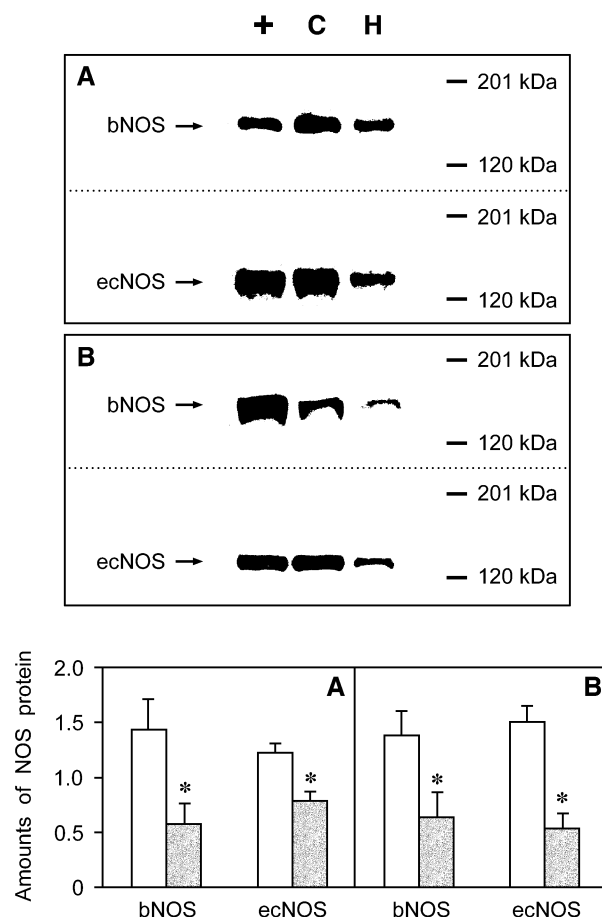 + C H
A
201 kDa
bNOS →
120 kDa
201 kDa
ecNOS →
120 kDa
B
201 kDa
bNOS →
120 kDa
201 kDa
ecNOS →
120 kDa
Amounts of NOS protein
2.0
1.5
1.0
0.5
0
A
B
* * * *
bNOS ecNOS bNOS ecNOS